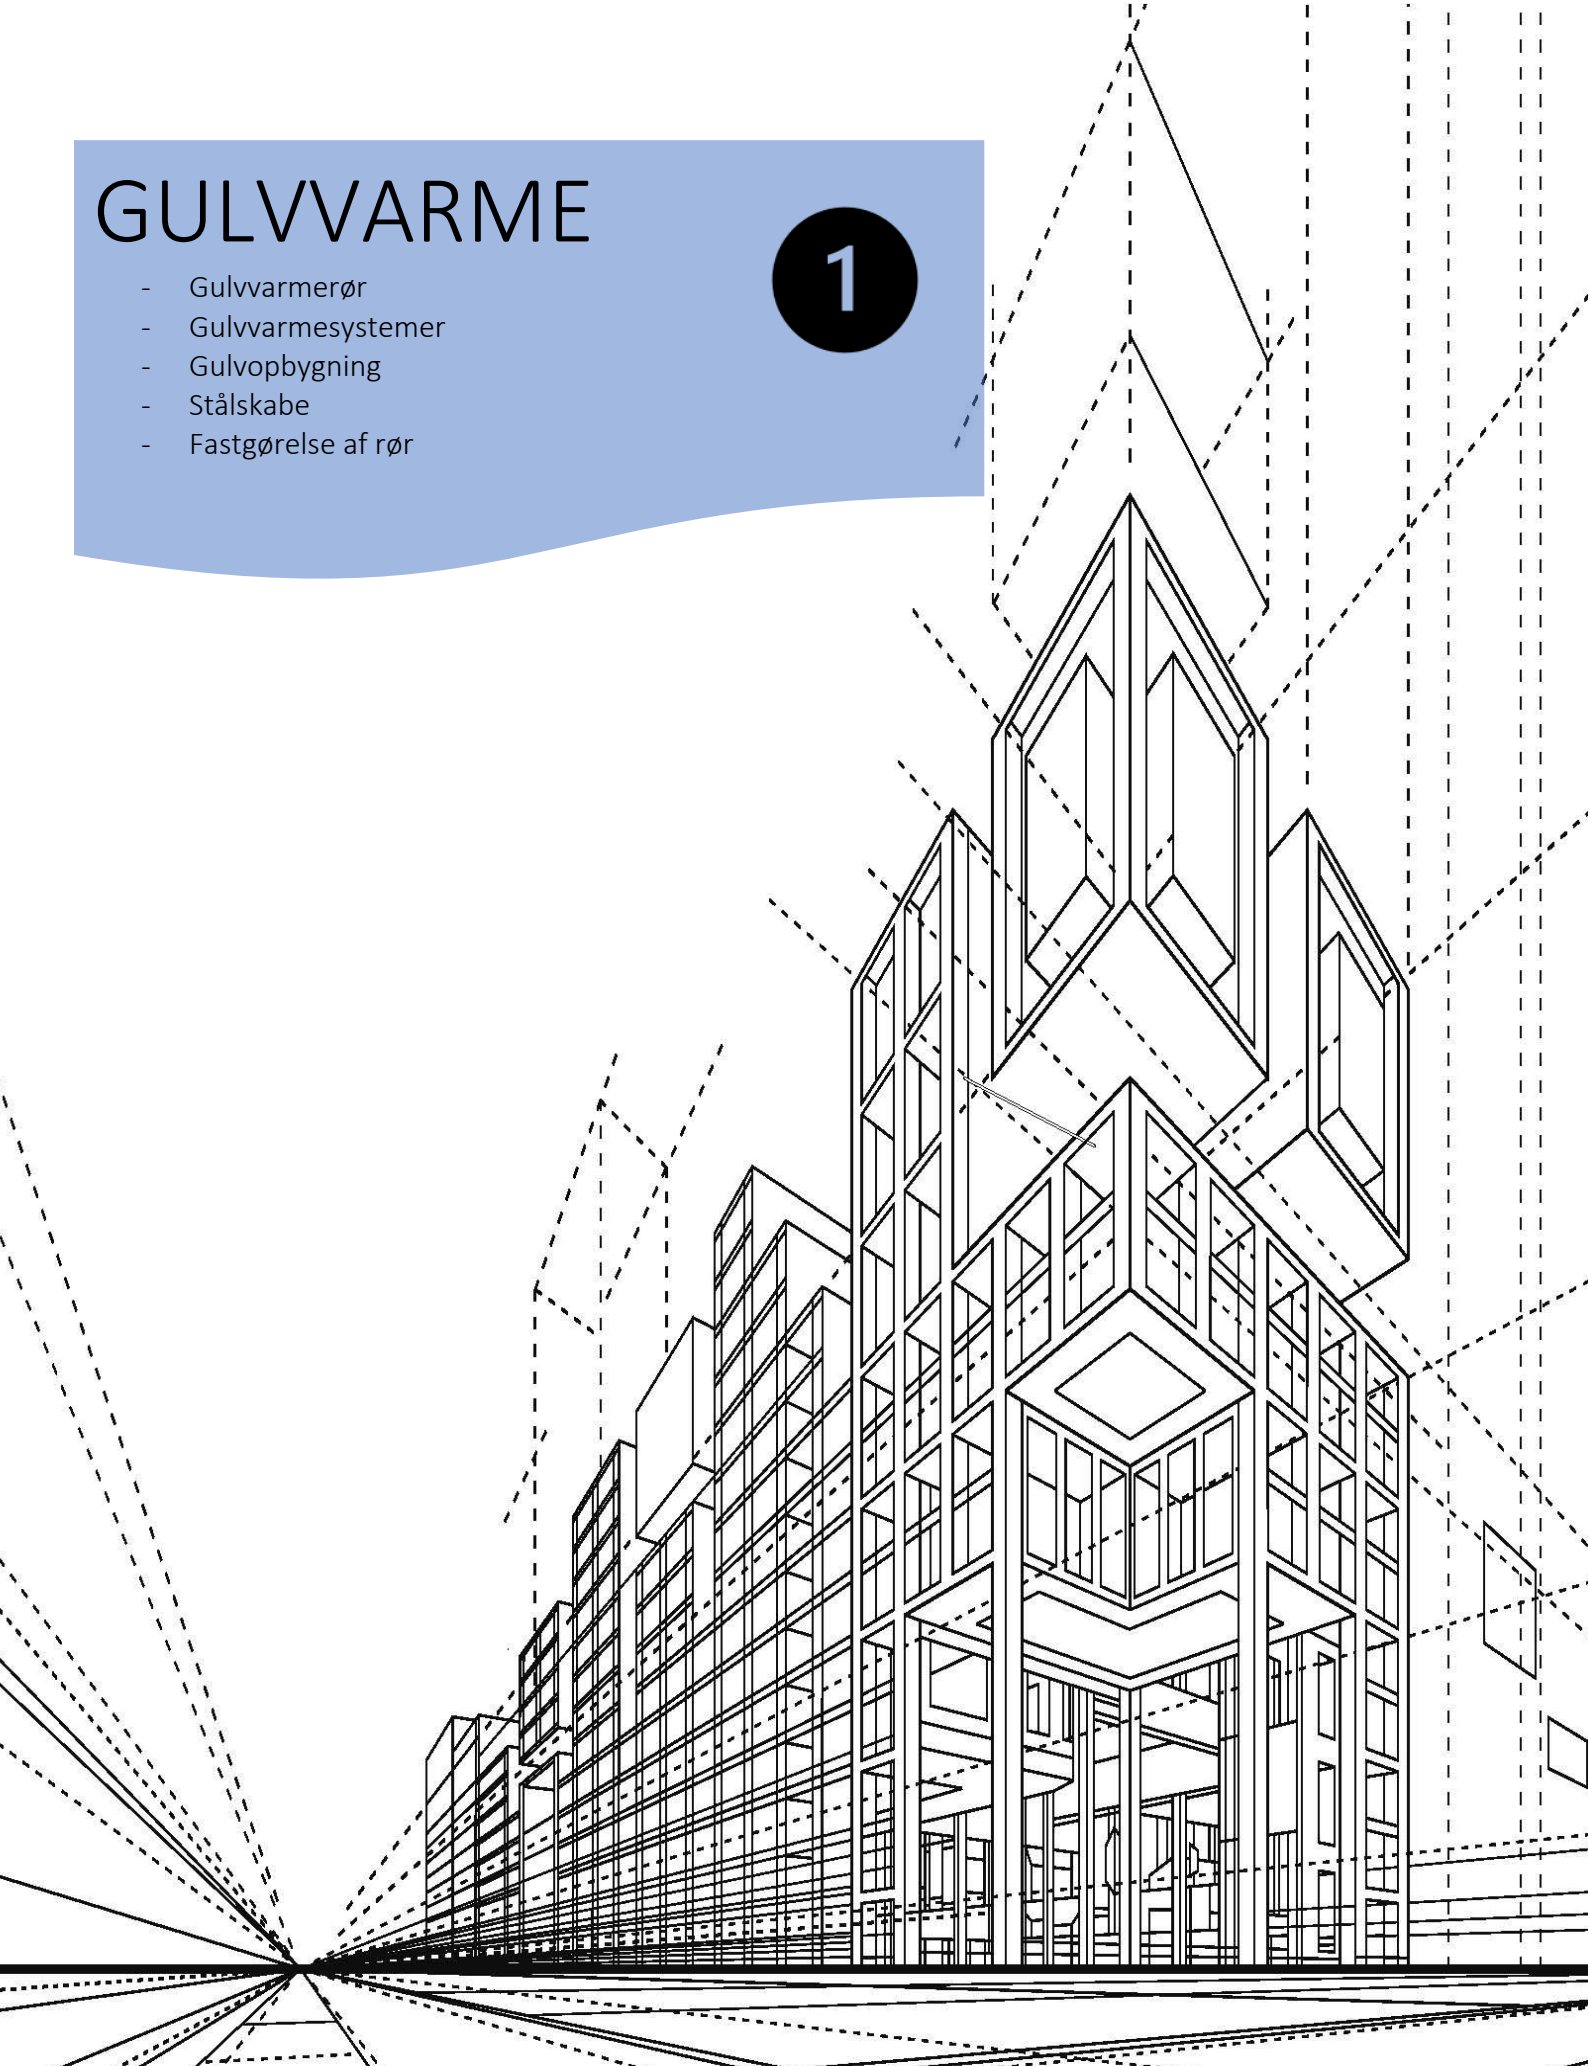 GULVVARME
1
- Gulvvarmerør
- Gulvvarmesystemer
- Gulvopbygning
- Stålskabe
- Fastgørelse af rør